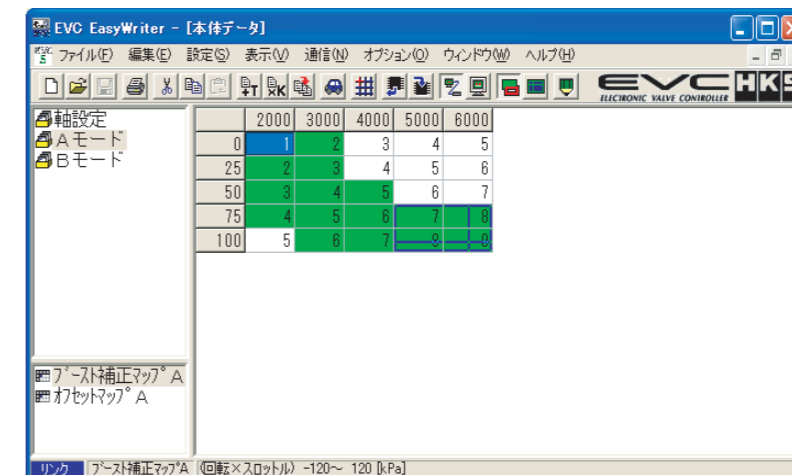 EVC EasyWriter - [本体データ]
ファイル(F) 編集(E) 設定(S) 表示(V) 通信(N) オプション(O) ウィンドウ(W) ヘルプ(H)
EVC HKS
ELECTRONIC VALVE CONTROLLER
軸設定
Aモード
Bモード
2000 3000 4000 5000 6000
0 1 2 3 4 5
25 2 3 4 5 6
50 3 4 5 6 7
75 4 5 6 7 8
100 5 6 7 8 9
ブースト補正マップA
オフセットマップA
リンク ブースト補正マップA (回転×スロットル) -120～ 120 [kPa]